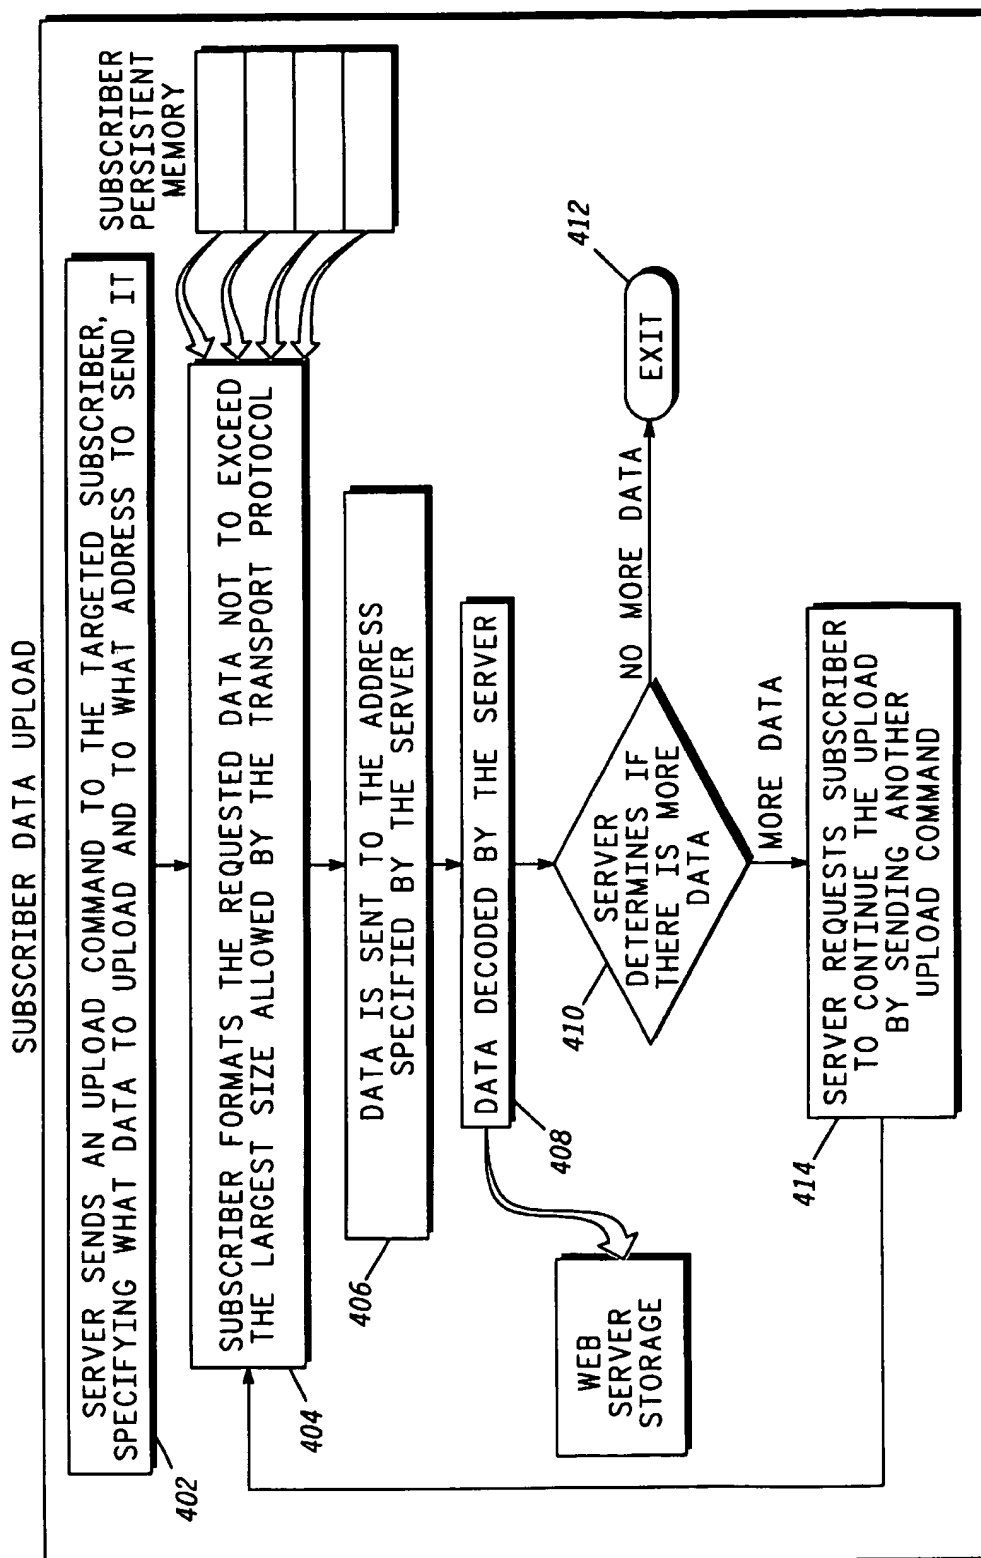 SUBSCRIBER DATA UPLOAD
SERVER SENDS AN UPLOAD COMMAND TO THE TARGETED SUBSCRIBER,
SPECIFYING WHAT DATA TO UPLOAD AND TO WHAT ADDRESS TO SEND IT
402
SUBSCRIBER
PERSISTENT
MEMORY
SUBSCRIBER FORMATS THE REQUESTED DATA NOT TO EXCEED
THE LARGEST SIZE ALLOWED BY THE TRANSPORT PROTOCOL
404
DATA IS SENT TO THE ADDRESS
SPECIFIED BY THE SERVER
406
DATA DECODED BY THE SERVER
408
WEB
SERVER
STORAGE
SERVER
DETERMINES IF
THERE IS MORE
DATA
410
NO MORE DATA
EXIT
412
MORE DATA
SERVER REQUESTS SUBSCRIBER
TO CONTINUE THE UPLOAD
BY SENDING ANOTHER
UPLOAD COMMAND
414